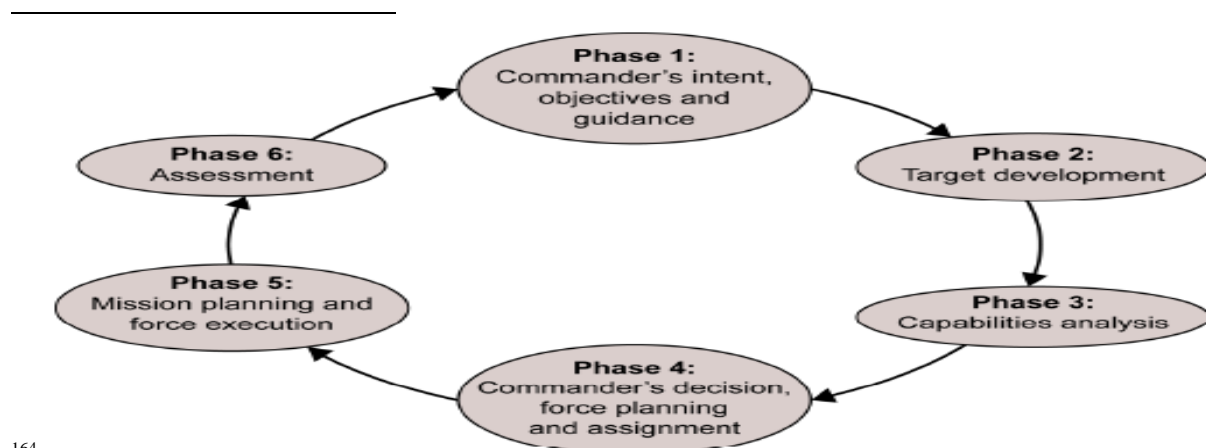 Phase 1:
Commander's intent,
objectives and
guidance
Phase 2:
Target development
Phase 3:
Capabilities analysis
Phase 4:
Commander's decision,
force planning
and assignment
Phase 5:
Mission planning and
force execution
Phase 6:
Assessment
164